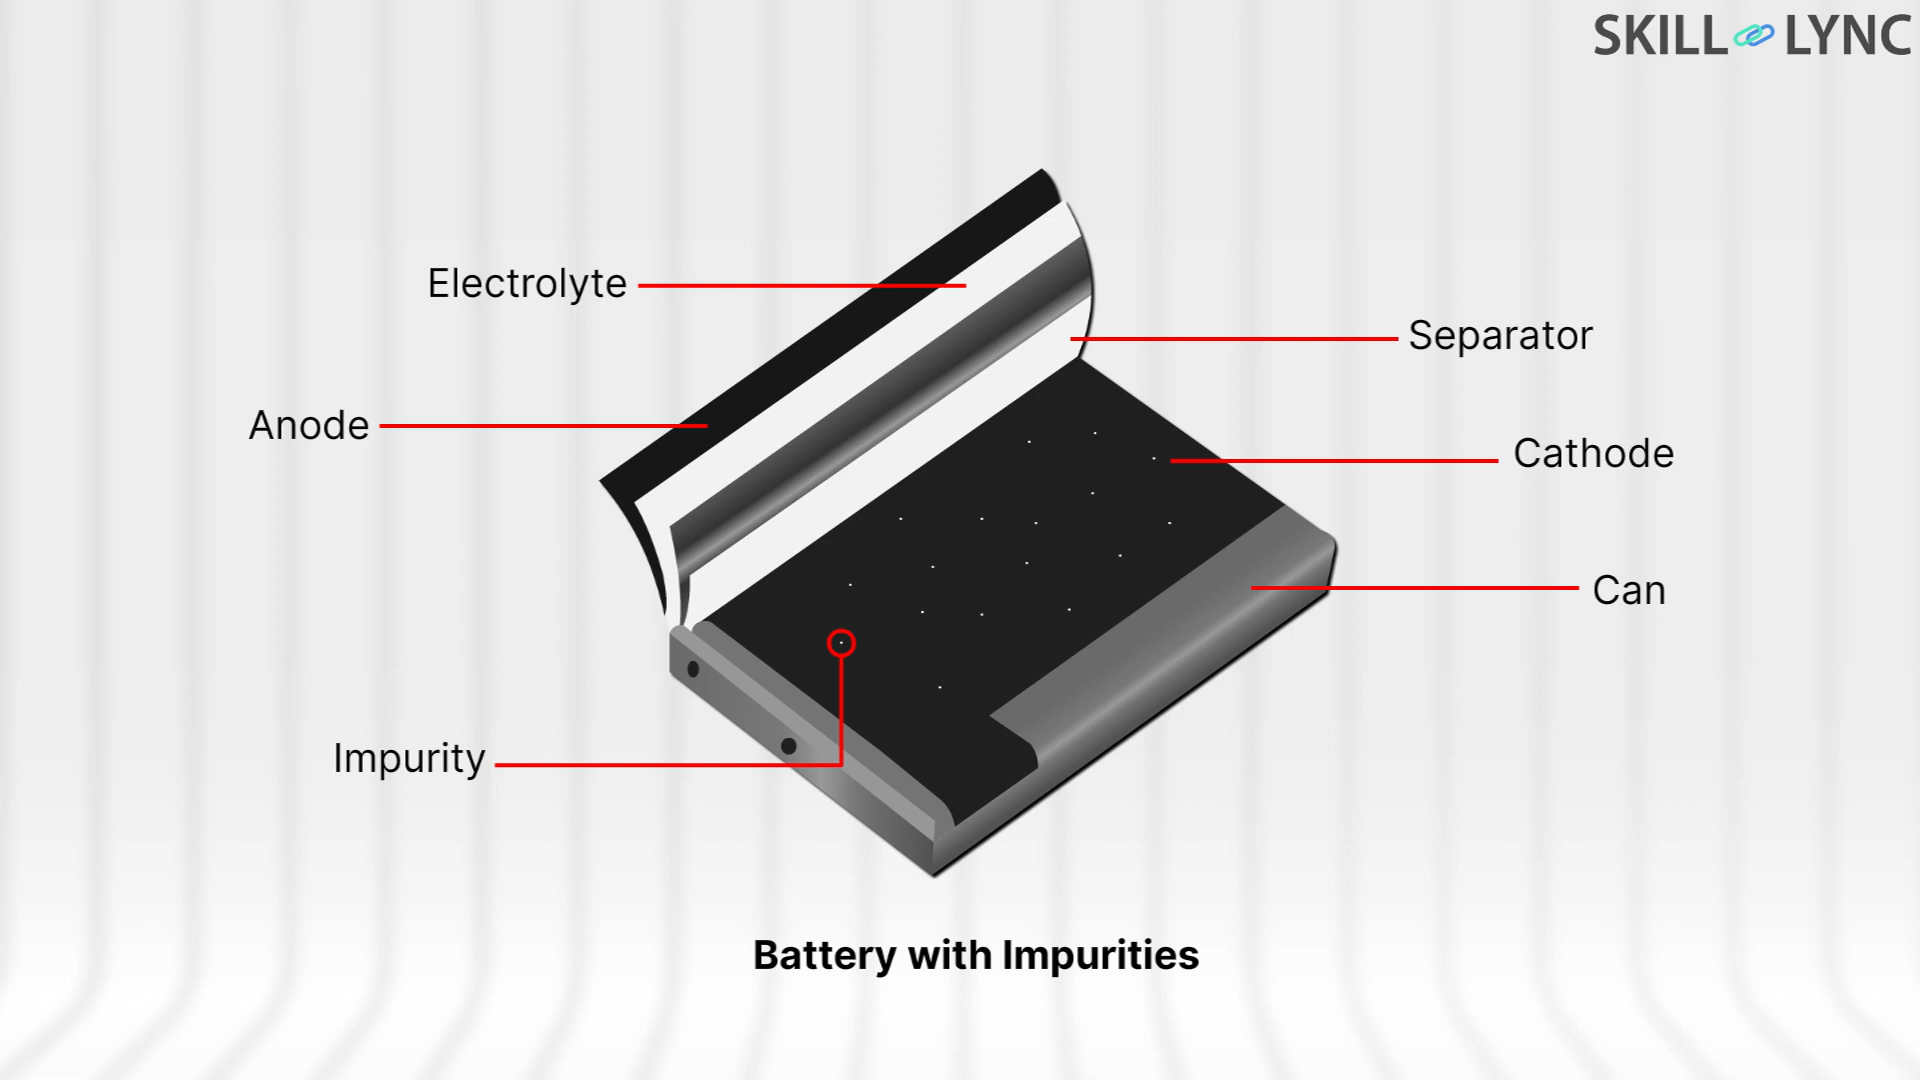 SKILL LYNC
Electrolyte
Separator
Anode
Cathode
Can
Impurity
Battery with Impurities